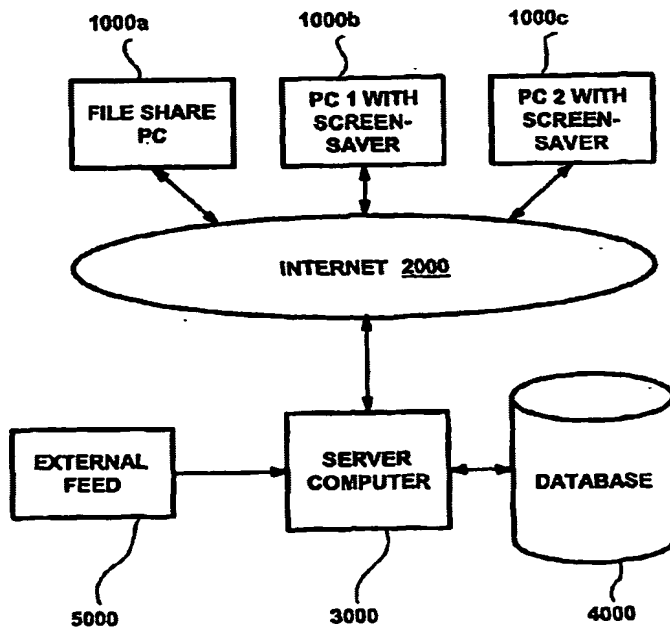 1000a
1000b
1000c
FILE SHARE
PC
PC 1 WITH
SCREEN-
SAVER
PC 2 WITH
SCREEN-
SAVER
INTERNET 2000
EXTERNAL
FEED
SERVER
COMPUTER
DATABASE
5000
3000
4000